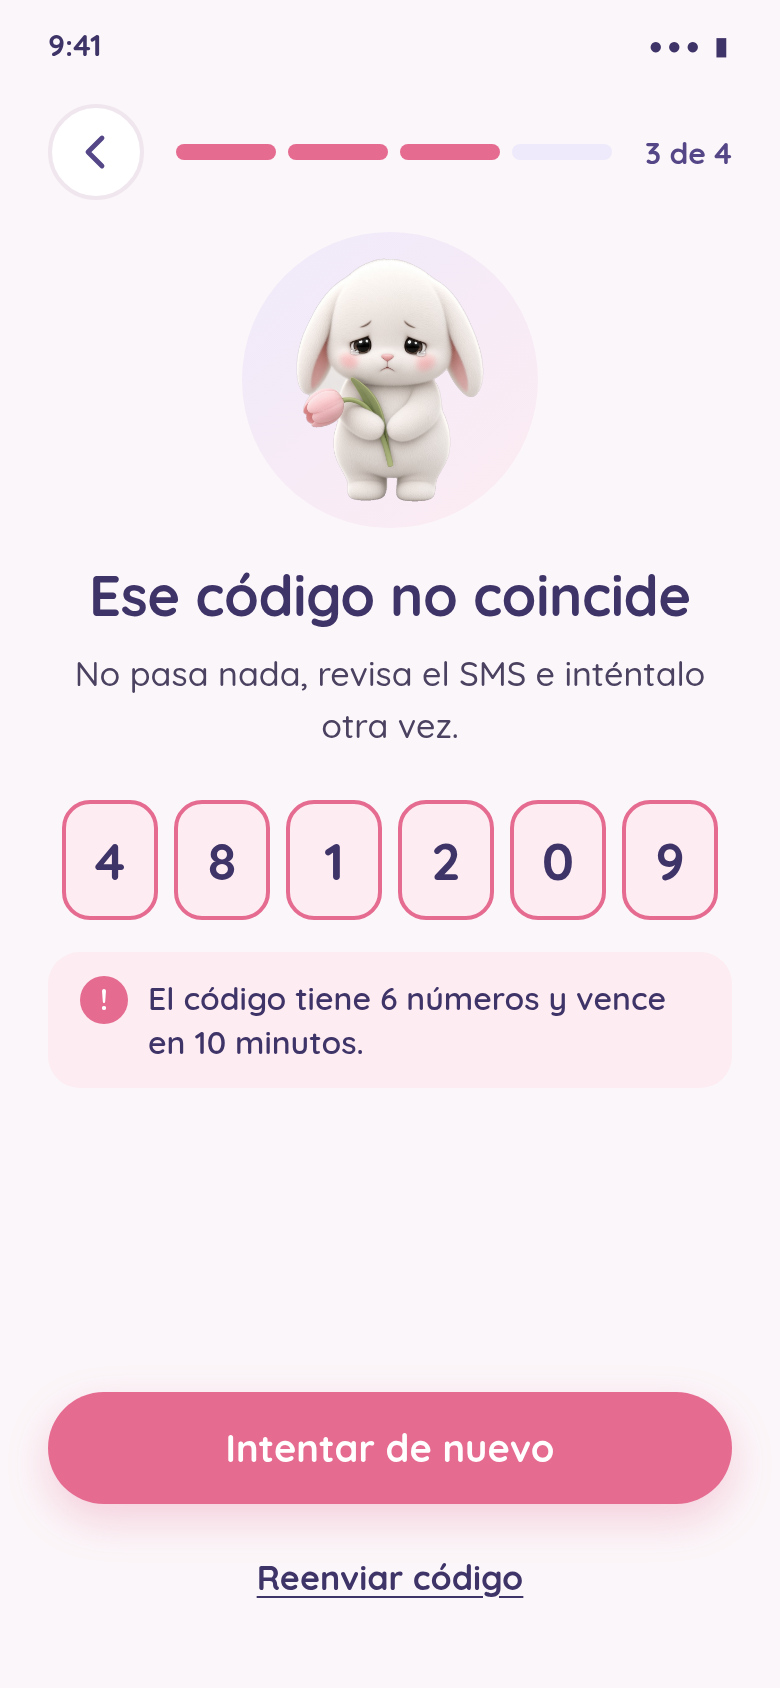 9:41
3 de 4
Ese código no coincide
No pasa nada, revisa el SMS e inténtalo
otra vez.
4 8 1 2 0 9
! El código tiene 6 números y vence
en 10 minutos.
Intentar de nuevo
Reenviar código